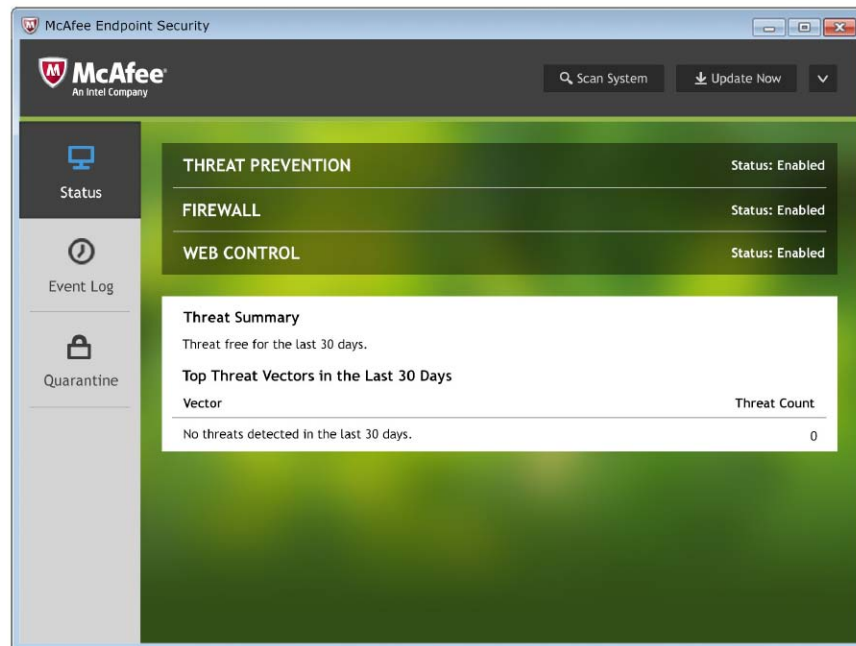 McAfee Endpoint Security
McAfee
An Intel Company
Scan System
Update Now
Status
Event Log
Quarantine
THREAT PREVENTION Status: Enabled
FIREWALL Status: Enabled
WEB CONTROL Status: Enabled
Threat Summary
Threat free for the last 30 days.
Top Threat Vectors in the Last 30 Days
Vector Threat Count
No threats detected in the last 30 days. 0